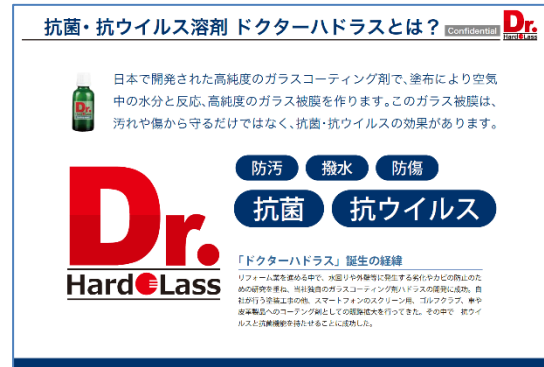 抗菌・抗ウイルス溶剤 ドクターハドラスとは？ Confidential Dr.
Hard Lass
Dr.
日本で開発された高純度のガラスコーティング剤で、塗布により空気
中の水分と反応、高純度のガラス被膜を作ります。このガラス被膜は、
汚れや傷から守るだけではなく、抗菌・抗ウイルスの効果があります。
防汚 撥水 防傷
抗菌 抗ウイルス
Dr.
Hard Lass
「ドクターハドラス」誕生の経緯
リフォーム業を進める中で、水回りや外壁等に発生する劣化やカビの防止のた
めの研究を重ね、当社独自のガラスコーティング剤ハドラスの開発に成功。自
社が行う塗装工事の他、スマートフォンのスクリーン用、ゴルフクラブ、車や
皮革製品へのコーテング剤としての販路拡大を行ってきた。その中で 抗ウイ
ルスと抗菌機能を持たせることに成功した。